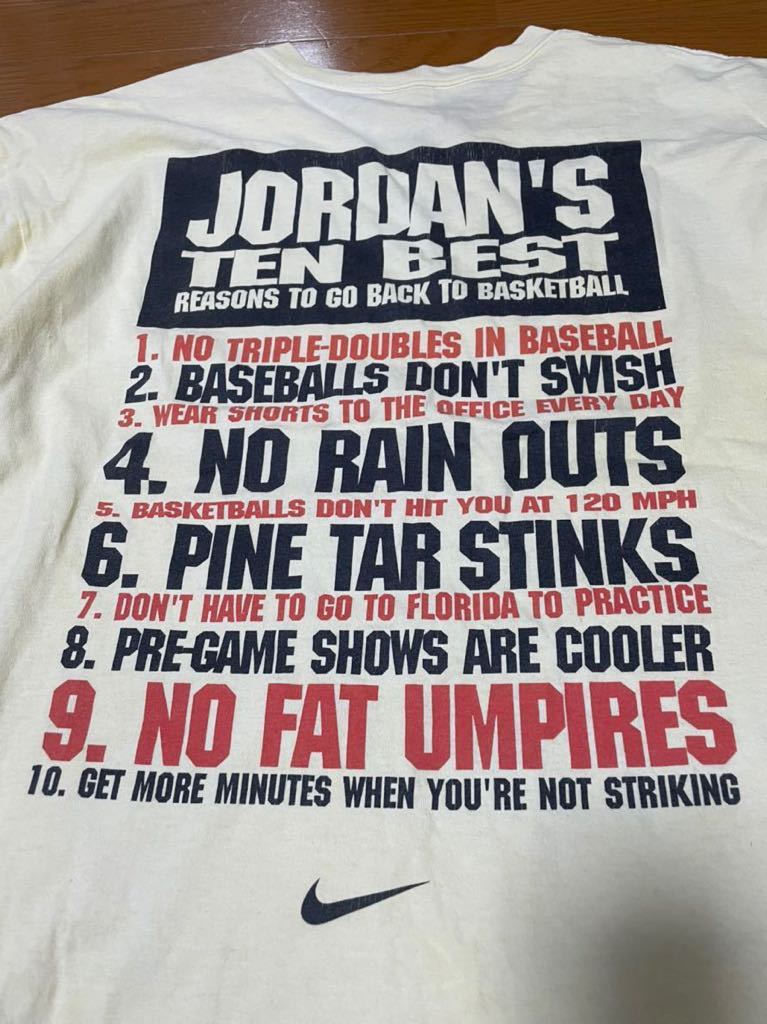 JORDAN'S
TEN BEST
REASONS TO GO BACK TO BASKETBALL
1. NO TRIPLE-DOUBLES IN BASEBALL
2. BASEBALLS DON'T SWISH
3. WEAR SHORTS TO THE OFFICE EVERY DAY
4. NO RAIN OUTS
5. BASKETBALLS DON'T HIT YOU AT 120 MPH
6. PINE TAR STINKS
7. DON'T HAVE TO GO TO FLORIDA TO PRACTICE
8. PRE-GAME SHOWS ARE COOLER
9. NO FAT UMPIRES
10. GET MORE MINUTES WHEN YOU'RE NOT STRIKING